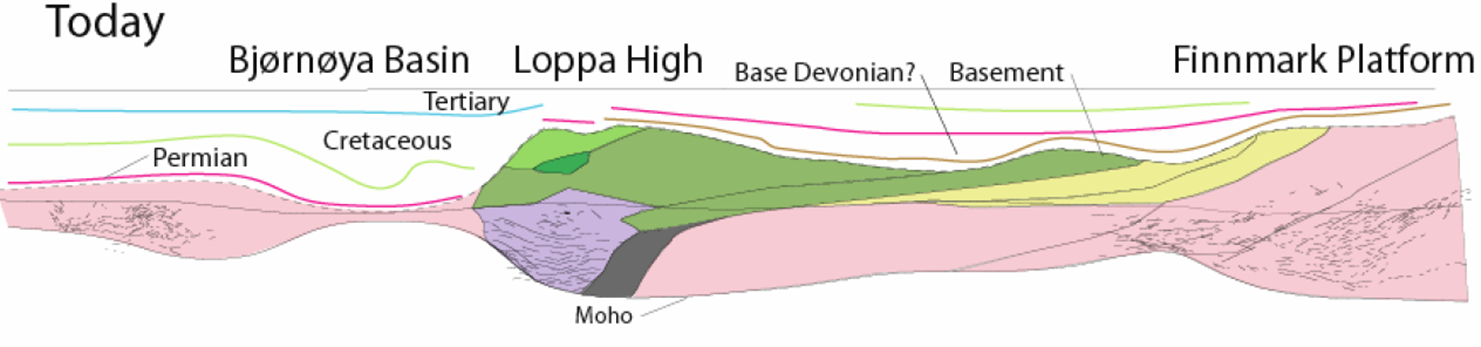 Today
Bjørnøya Basin Loppa High Finnmark Platform
Base Devonian? Basement
Tertiary
Cretaceous
Permian
Moho